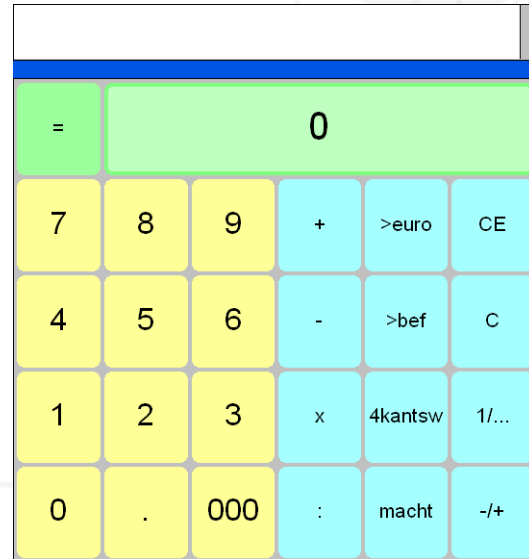 = 0
7 8 9 + >euro CE
4 5 6 - >bef C
1 2 3 x 4kantsw 1/...
0 . 000 : macht -/+